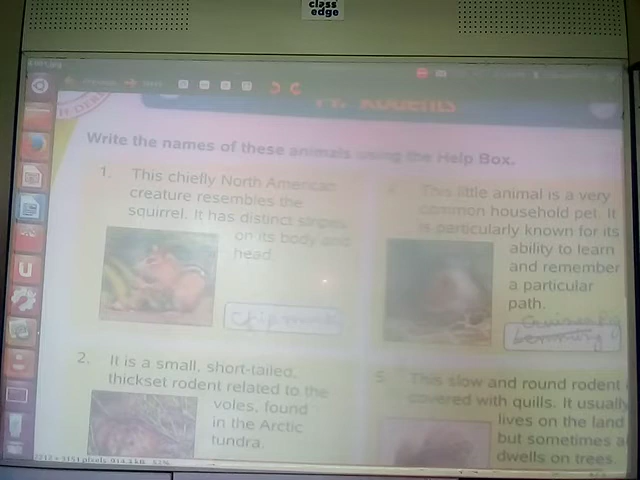 class
edge
RODENTS
Write the names of these animals using the Help Box.
1. This chiefly North American
creature resembles the
squirrel. It has distinct stripes
on its body and
head.
Chipmunk
This little animal is a very
common household pet. It
is particularly known for its
ability to learn
and remember
a particular
path.
Lemming
2. It is a small, short-tailed,
thickset rodent related to the
voles, found
in the Arctic
tundra.
5. This slow and round rodent
covered with quills. It usually
lives on the land
but sometimes
dwells on trees.